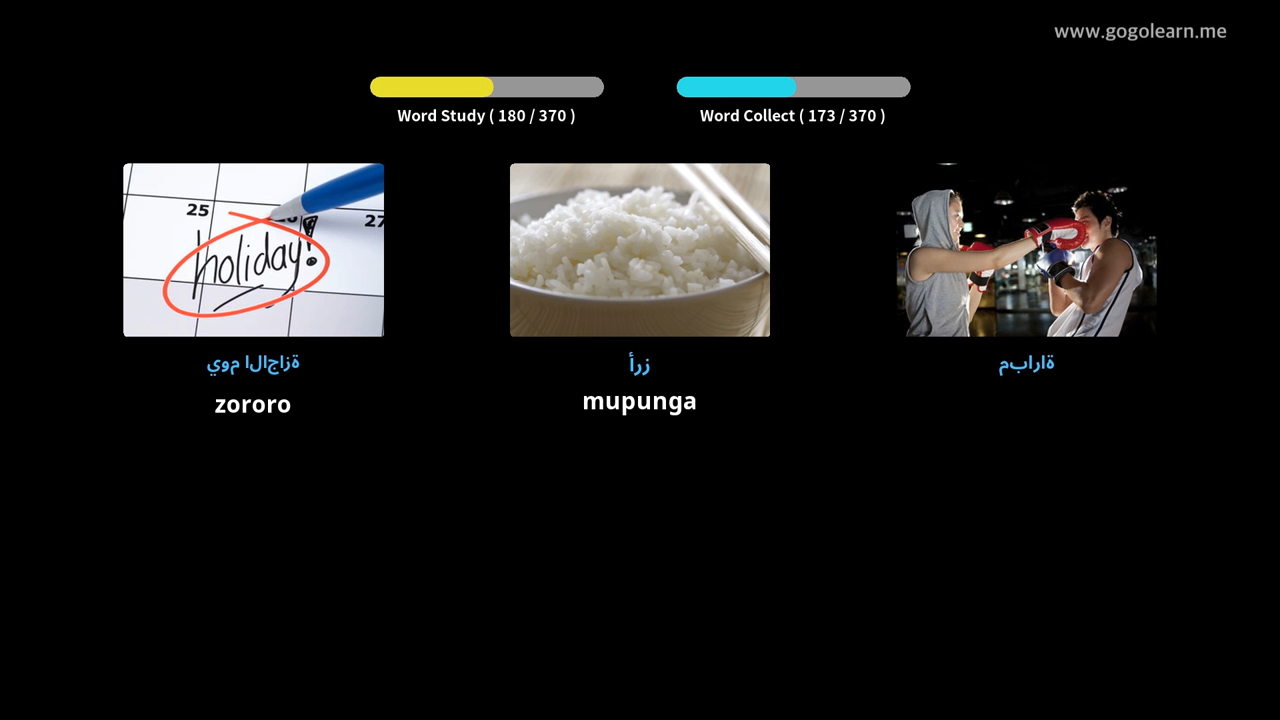 www.gogolearn.me
Word Study ( 180 / 370 )
Word Collect ( 173 / 370 )
25
26
27
holiday!
يوم الاجازة
أرز
مباراة
zororo
mupunga